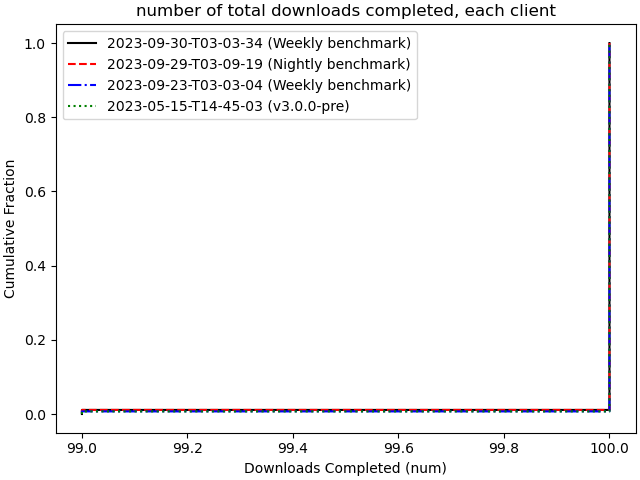 number of total downloads completed, each client
2023-09-30-T03-03-34 (Weekly benchmark)
2023-09-29-T03-09-19 (Nightly benchmark)
2023-09-23-T03-03-04 (Weekly benchmark)
2023-05-15-T14-45-03 (v3.0.0-pre)
Cumulative Fraction
1.0
0.8
0.6
0.4
0.2
0.0
99.0 99.2 99.4 99.6 99.8 100.0
Downloads Completed (num)